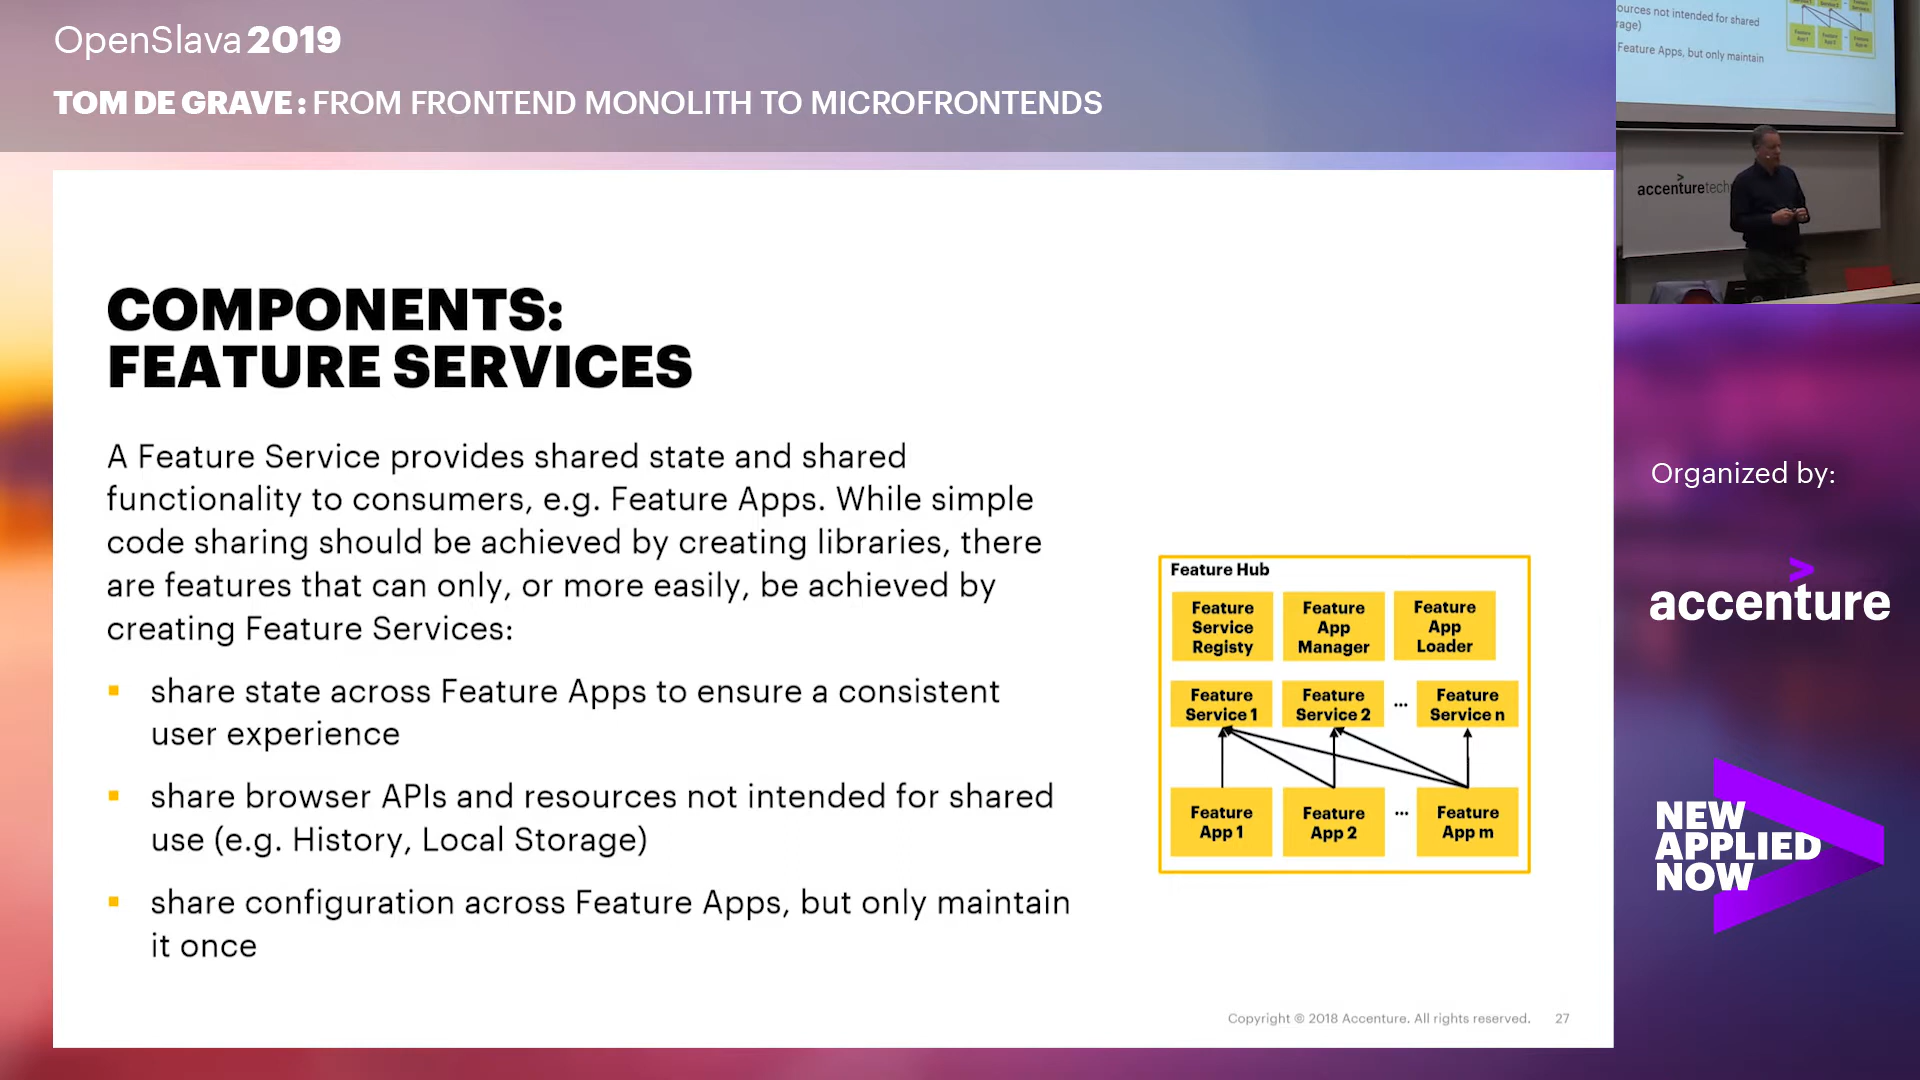 OpenSlava 2019
TOM DE GRAVE : FROM FRONTEND MONOLITH TO MICROFRONTENDS
ources not intended for shared
rage)
Feature Apps, but only maintain
accenturetech
COMPONENTS:
FEATURE SERVICES
A Feature Service provides shared state and shared
functionality to consumers, e.g. Feature Apps. While simple
code sharing should be achieved by creating libraries, there
are features that can only, or more easily, be achieved by
creating Feature Services:
▪ share state across Feature Apps to ensure a consistent
user experience
▪ share browser APIs and resources not intended for shared
use (e.g. History, Local Storage)
▪ share configuration across Feature Apps, but only maintain
it once
Feature Hub
Feature
Service
Registy
Feature
App
Manager
Feature
App
Loader
Feature
Service 1
Feature
Service 2
...
Feature
Service n
Feature
App 1
Feature
App 2
...
Feature
App m
Copyright © 2018 Accenture. All rights reserved. 27
Organized by:
accenture
NEW
APPLIED
NOW